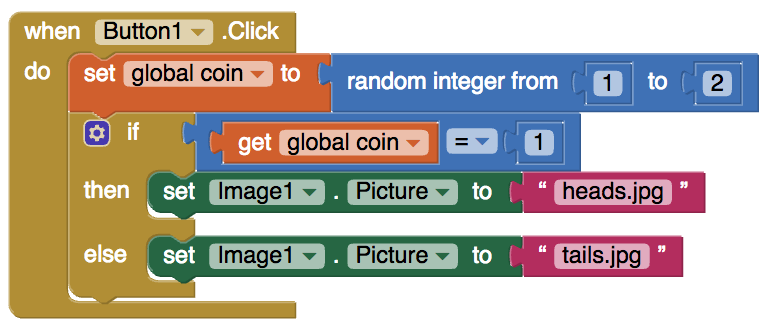 when Button1 .Click
do set global coin to random integer from 1 to 2
if get global coin = 1
then set Image1 . Picture to “ heads.jpg ”
else set Image1 . Picture to “ tails.jpg ”